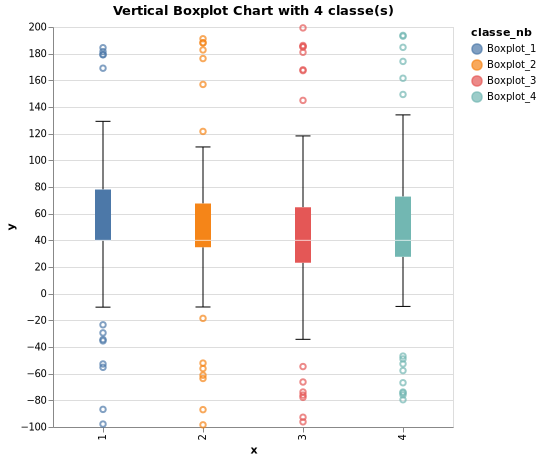 Vertical Boxplot Chart with 4 classe(s)
classe_nb
Boxplot_1
Boxplot_2
Boxplot_3
Boxplot_4
y
200
180
160
140
120
100
80
60
40
20
0
−20
−40
−60
−80
−100
1
2
3
4
x